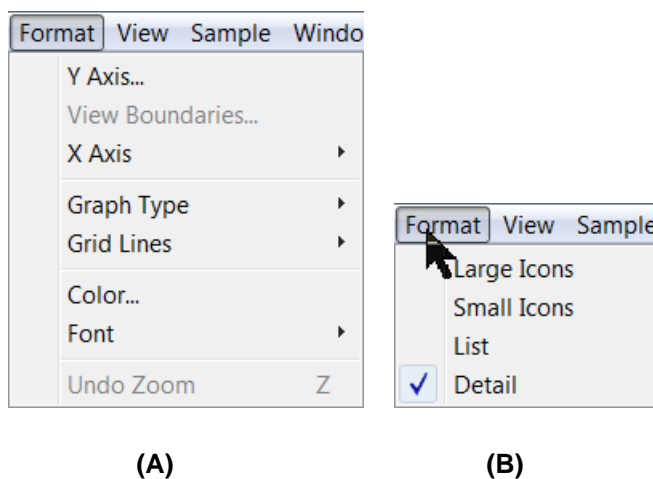 Format View Sample Windo
Y Axis...
View Boundaries...
X Axis
Graph Type
Grid Lines
Color...
Font
Undo Zoom Z
(A)
Format View Sample
Large Icons
Small Icons
List
Detail
(B)